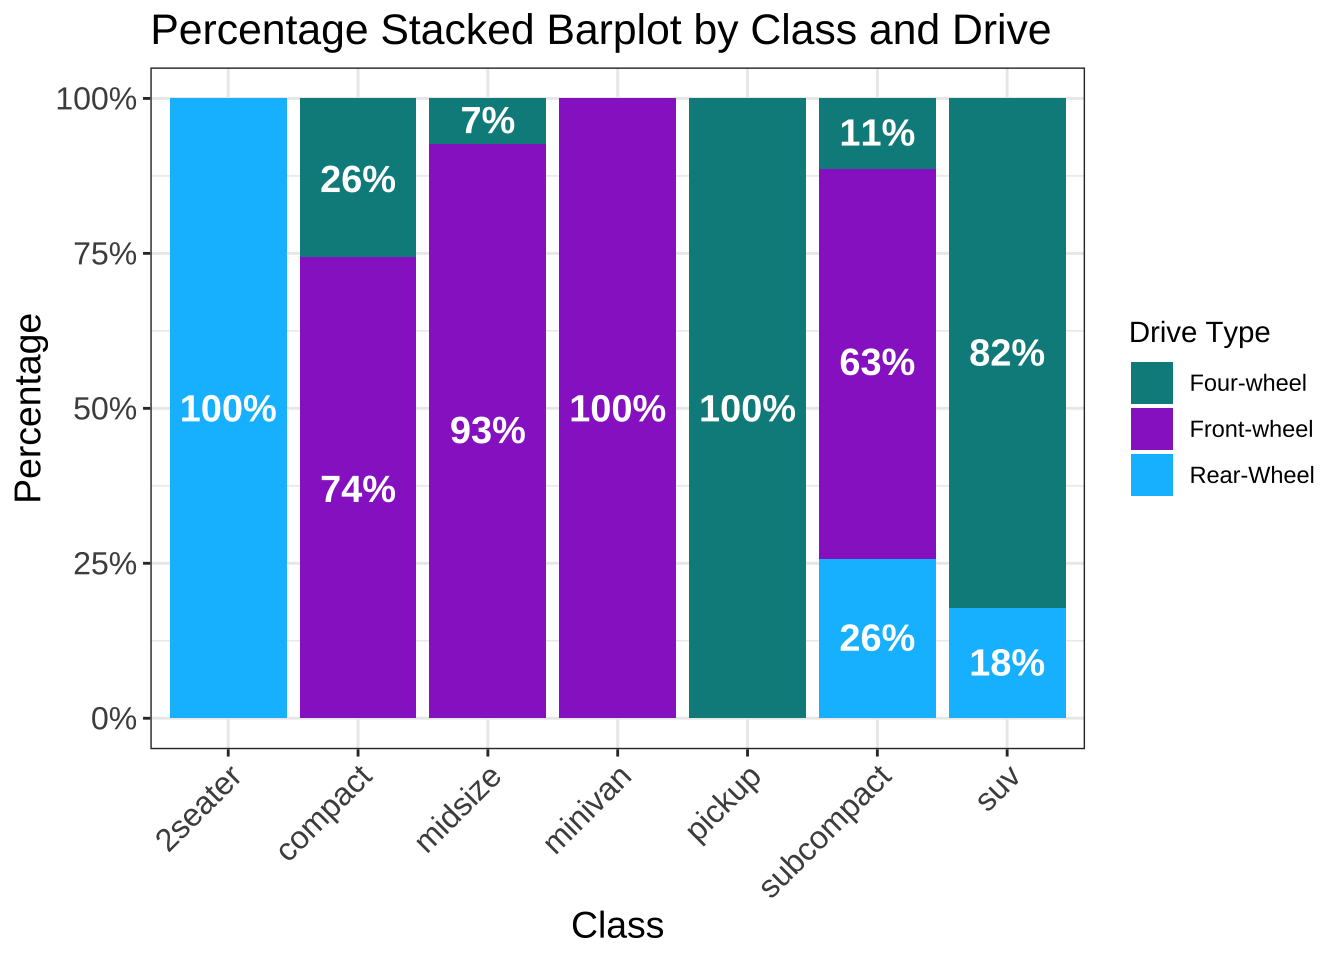 Percentage Stacked Barplot by Class and Drive
Percentage
100%
75%
50%
25%
0%
100%
26%
74%
7%
93%
100%
100%
11%
63%
26%
82%
18%
2seater
compact
midsize
minivan
pickup
subcompact
suv
Class
Drive Type
Four-wheel
Front-wheel
Rear-Wheel